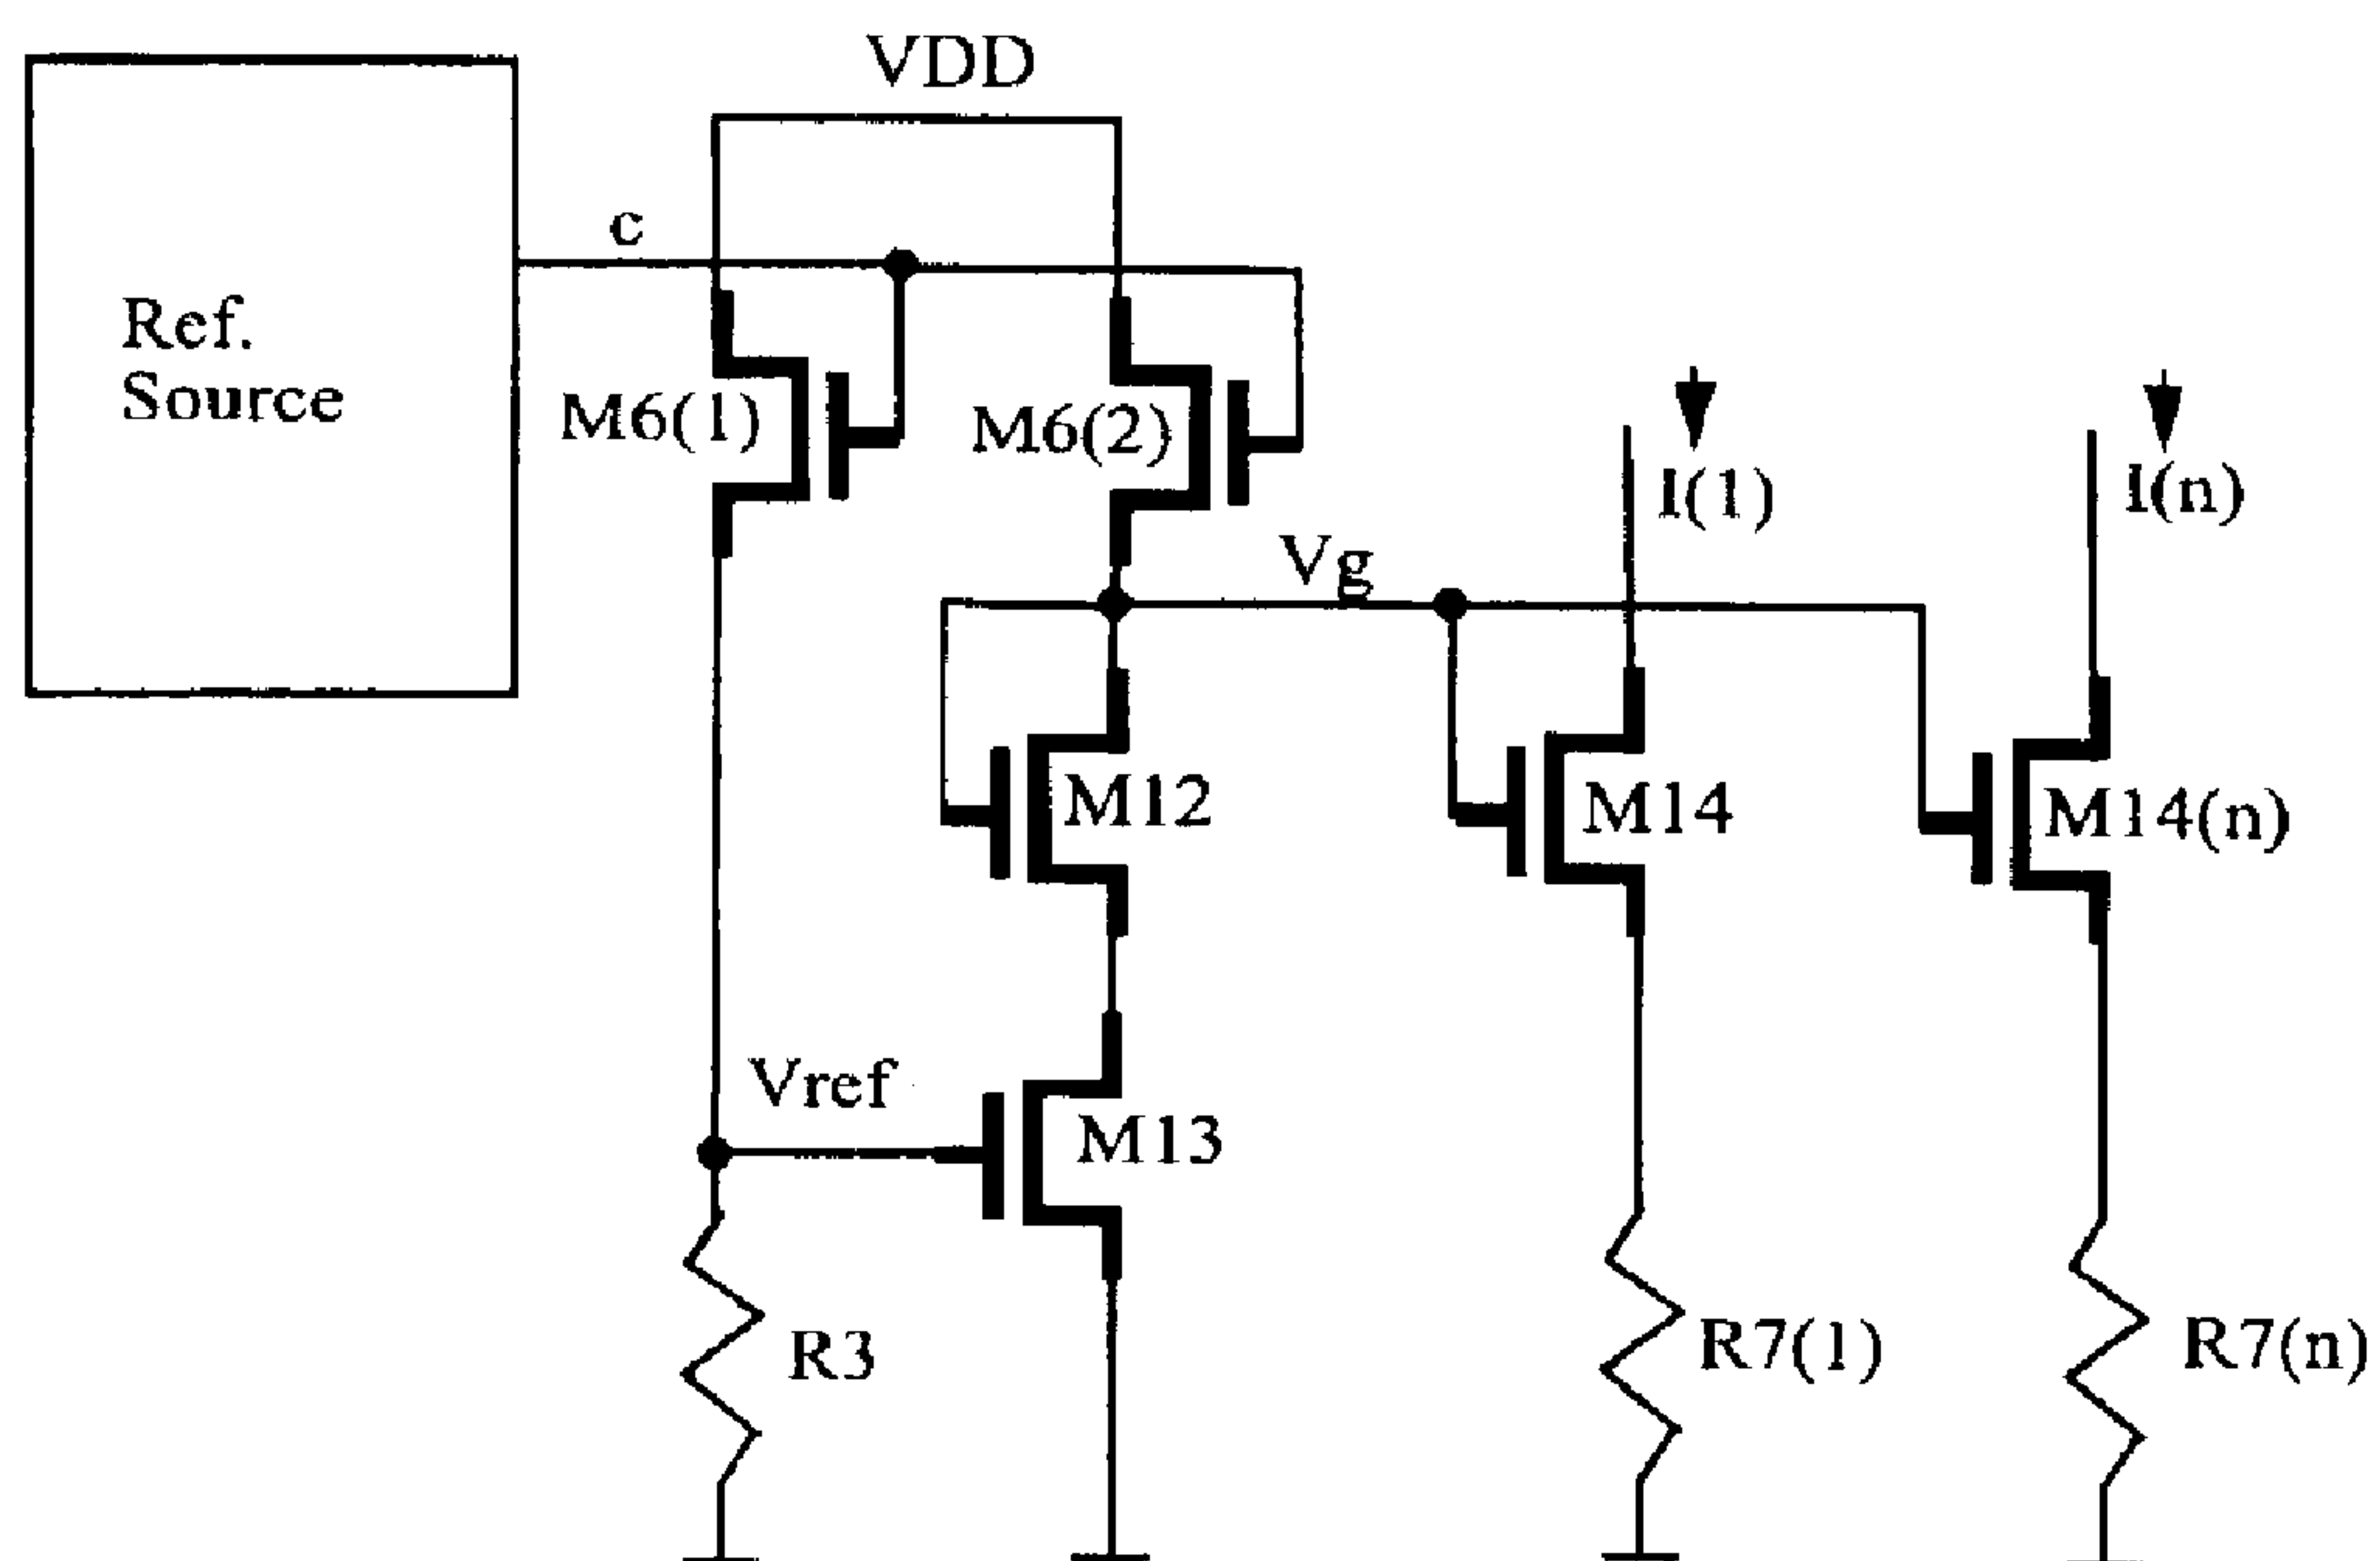 VDD
c
Ref.
Source
M6(1)
M6(2)
I(1)
I(n)
Vg
M12
M14
M14(n)
Vref
M13
R3
R7(1)
R7(n)